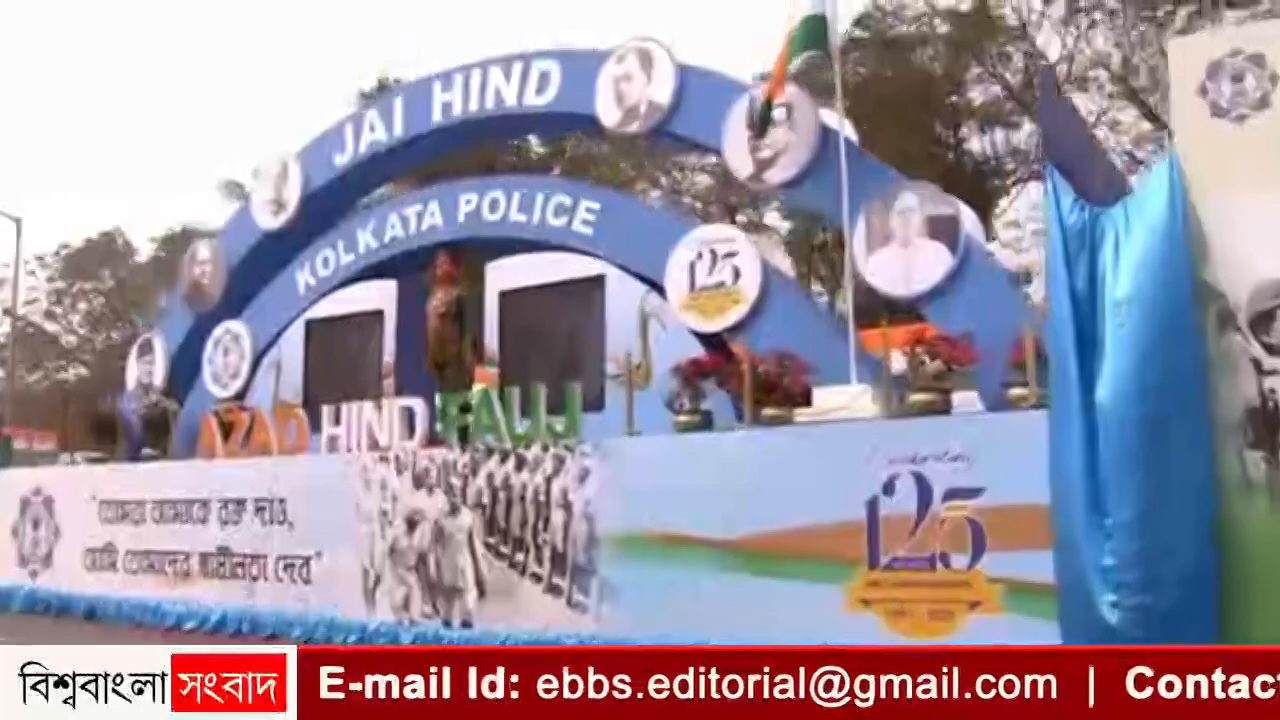 JAI HIND
KOLKATA POLICE
125
AZAD HIND FAUJ
"তোমরা আমাকে রক্ত দাও,
আমি তোমাদের স্বাধীনতা দেব"
125
বিশ্ববাংলা সংবাদ
E-mail Id: ebbs.editorial@gmail.com | Contact